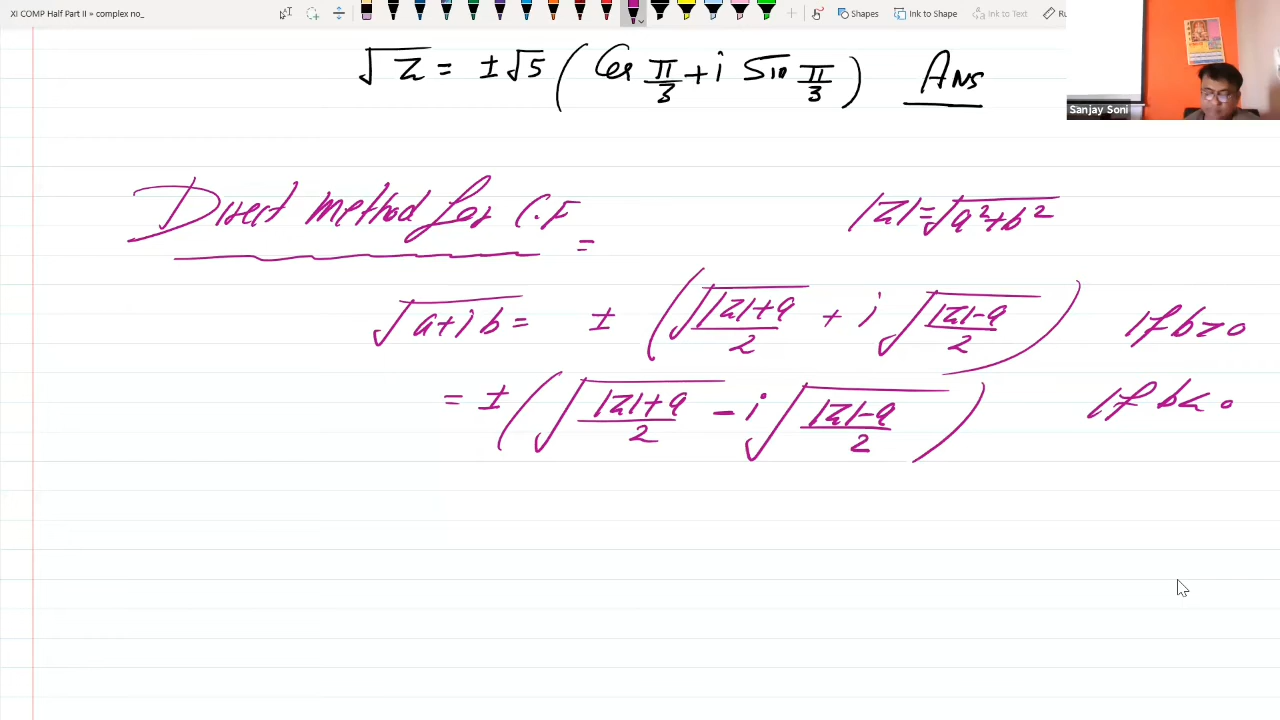 XI COMP Half Part II » complex no_
Shapes
Ink to Shape
Ink to Text
Ru
Sanjay Soni
√z = ±√5 ( Cos π/3 + i Sin π/3 ) Ans
Direct method for C.F =
|z| = √(a²+b²)
√(a+ib) = ± ( √((|z|+a)/2) + i √((|z|-a)/2) ) If b>0
= ± ( √((|z|+a)/2) - i √((|z|-a)/2) ) If b<0